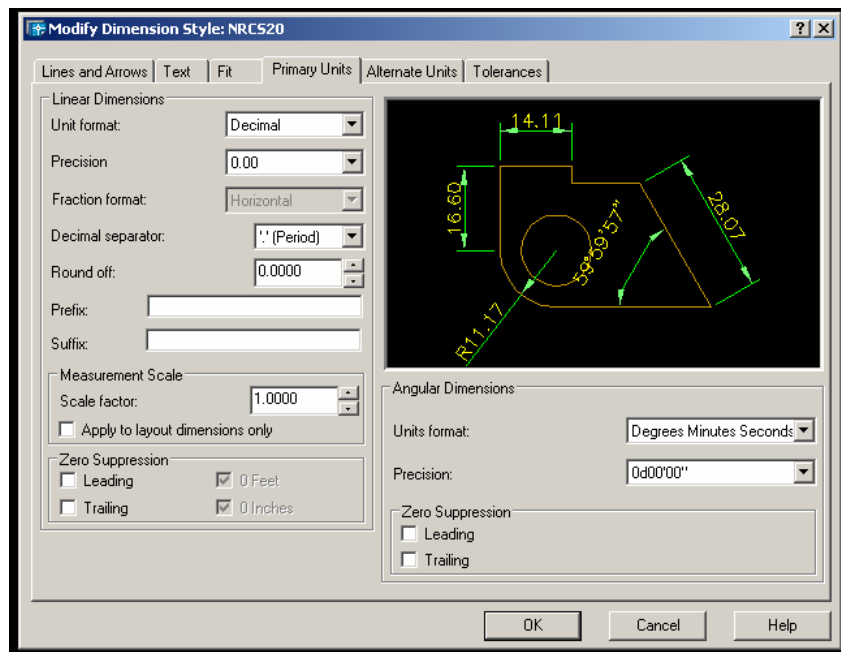 Modify Dimension Style: NRCS20
? X
Lines and Arrows Text Fit Primary Units Alternate Units Tolerances
Linear Dimensions
Unit format: Decimal
Precision 0.00
Fraction format: Horizontal
Decimal separator: '.' (Period)
Round off: 0.0000
Prefix:
Suffix:
Measurement Scale
Scale factor: 1.0000
Apply to layout dimensions only
Zero Suppression
Leading 0 Feet
Trailing 0 Inches
14.11
16.60
28.07
59°59'57"
R11.17
Angular Dimensions
Units format: Degrees Minutes Seconds
Precision: 0d00'00"
Zero Suppression
Leading
Trailing
OK Cancel Help